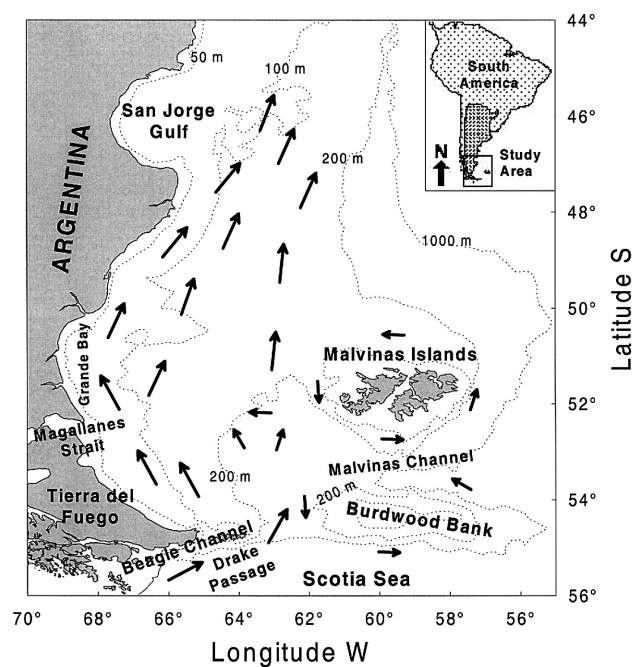 44°
50 m
100 m
South
America
San Jorge
Gulf
46°
ARGENTINA
N
Study
Area
200 m
48°
1000 m
Latitude S
50°
Grande Bay
Malvinas Islands
52°
Magallanes
Strait
Malvinas Channel
200 m
200 m
Tierra del
Fuego
54°
Burdwood Bank
Beagle Channel
Drake
Passage
Scotia Sea
56°
70° 68° 66° 64° 62° 60° 55°
Longitude W